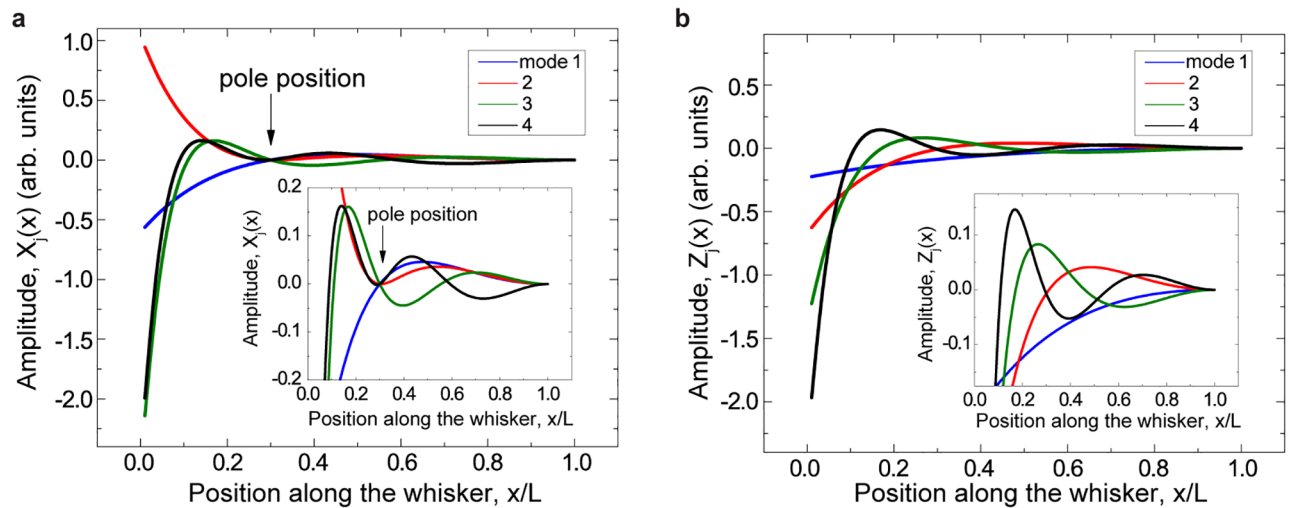 a
Amplitude, Xj(x) (arb. units)
1.0
0.5
0.0
-0.5
-1.0
-1.5
-2.0
0.0 0.2 0.4 0.6 0.8 1.0
Position along the whisker, x/L
mode 1
2
3
4
pole position
Amplitude, Xj(x)
0.2
0.1
0.0
-0.1
-0.2
0.0 0.2 0.4 0.6 0.8 1.0
Position along the whisker, x/L
pole position
b
Amplitude, Zj(x) (arb. units)
0.5
0.0
-0.5
-1.0
-1.5
-2.0
0.0 0.2 0.4 0.6 0.8 1.0
Position along the whisker, x/L
mode 1
2
3
4
Amplitude, Zj(x)
0.1
0.0
-0.1
0.0 0.2 0.4 0.6 0.8 1.0
Position along the whisker, x/L